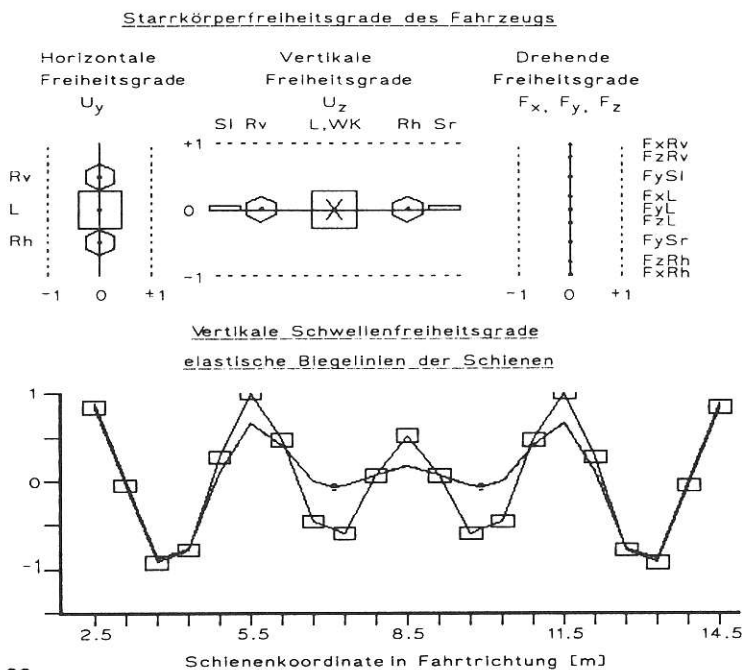 Starrkörperfreiheitsgrade des Fahrzeugs
Horizontale Vertikale Drehende
Freiheitsgrade Freiheitsgrade Freiheitsgrade
Uy Uz Fx, Fy, Fz
Sl Rv L,WK Rh Sr
+1
FxRv
FzRv
Rv
FySl
FxL
L
0
FyL
FzL
Rh
FySr
FzRh
-1
FxRh
-1 0 +1
-1 0 +1
Vertikale Schwellenfreiheitsgrade
elastische Biegelinien der Schienen
1
0
-1
2.5 5.5 8.5 11.5 14.5
Schienenkoordinate in Fahrtrichtung [m]